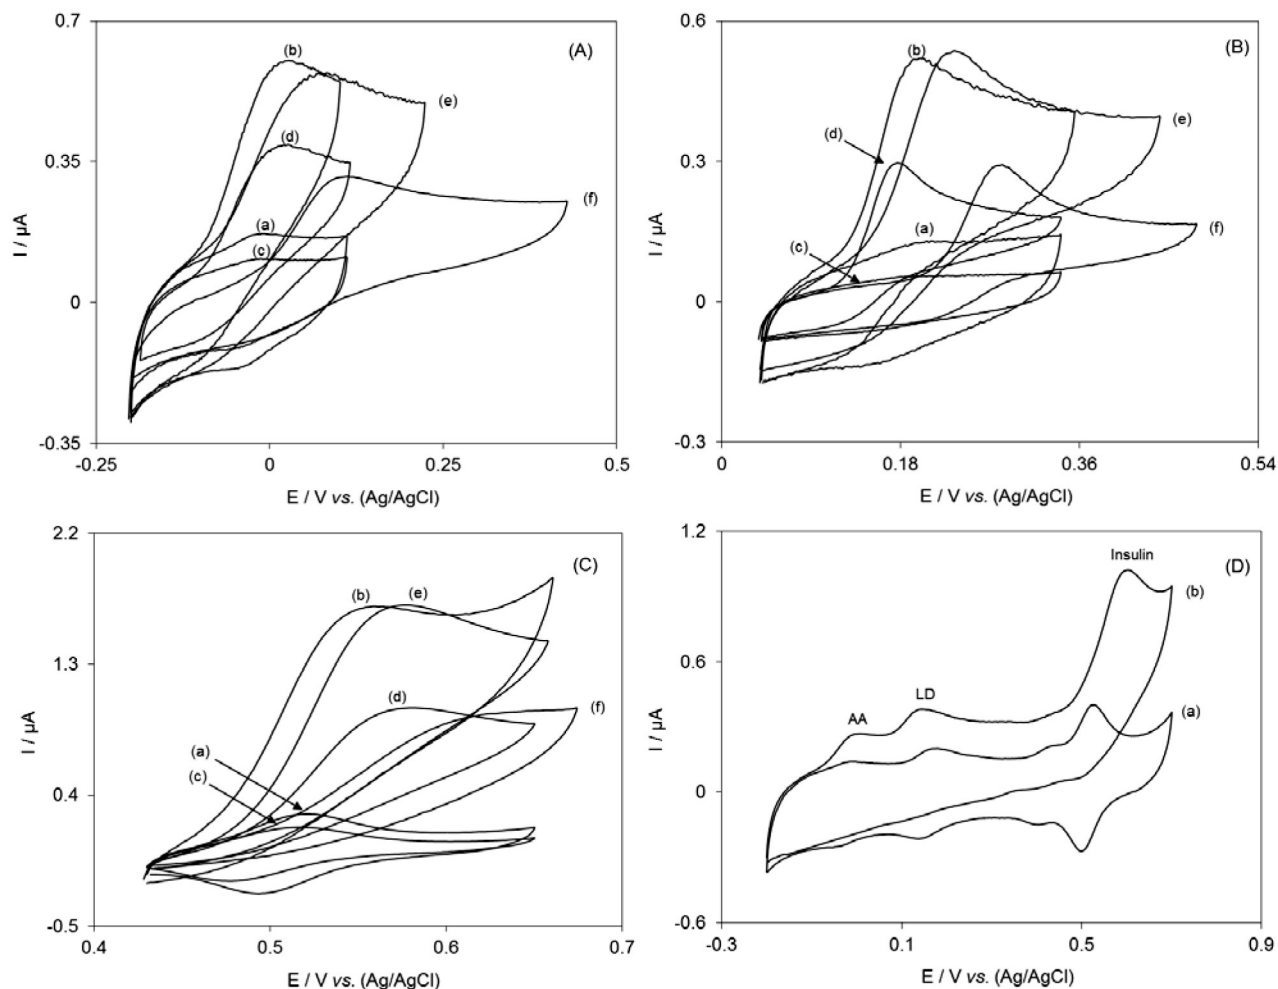 0.7
(A)
(b)
(e)
(d)
0.35
(f)
(a)
(c)
0
-0.35
-0.25
0
0.25
0.5
I / µA
E / V vs. (Ag/AgCl)
0.6
(B)
(b)
(d)
(e)
0.3
(a)
(c)
(f)
0
-0.3
0
0.18
0.36
0.54
I / µA
E / V vs. (Ag/AgCl)
2.2
(C)
(b)
(e)
1.3
(d)
(f)
(a)
(c)
0.4
-0.5
0.4
0.5
0.6
0.7
I / µA
E / V vs. (Ag/AgCl)
1.2
Insulin
(D)
(b)
0.6
LD
AA
(a)
0
-0.6
-0.3
0.1
0.5
0.9
I / µA
E / V vs. (Ag/AgCl)